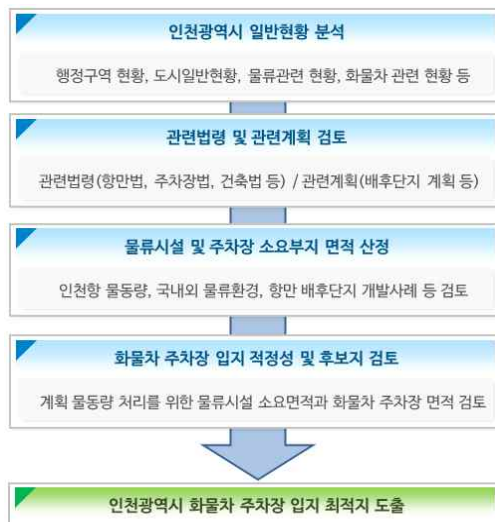 인천광역시 일반현황 분석
행정구역 현황, 도시일반현황, 물류관련 현황, 화물차 관련 현황 등
관련법령 및 관련계획 검토
관련법령(항만법, 주차장법, 건축법 등) / 관련계획(배후단지 계획 등)
물류시설 및 주차장 소요부지 면적 산정
인천항 물동량, 국내외 물류환경, 항만 배후단지 개발사례 등 검토
화물차 주차장 입지 적정성 및 후보지 검토
계획 물동량 처리를 위한 물류시설 소요면적과 화물차 주차장 면적 검토
인천광역시 화물차 주차장 입지 최적지 도출